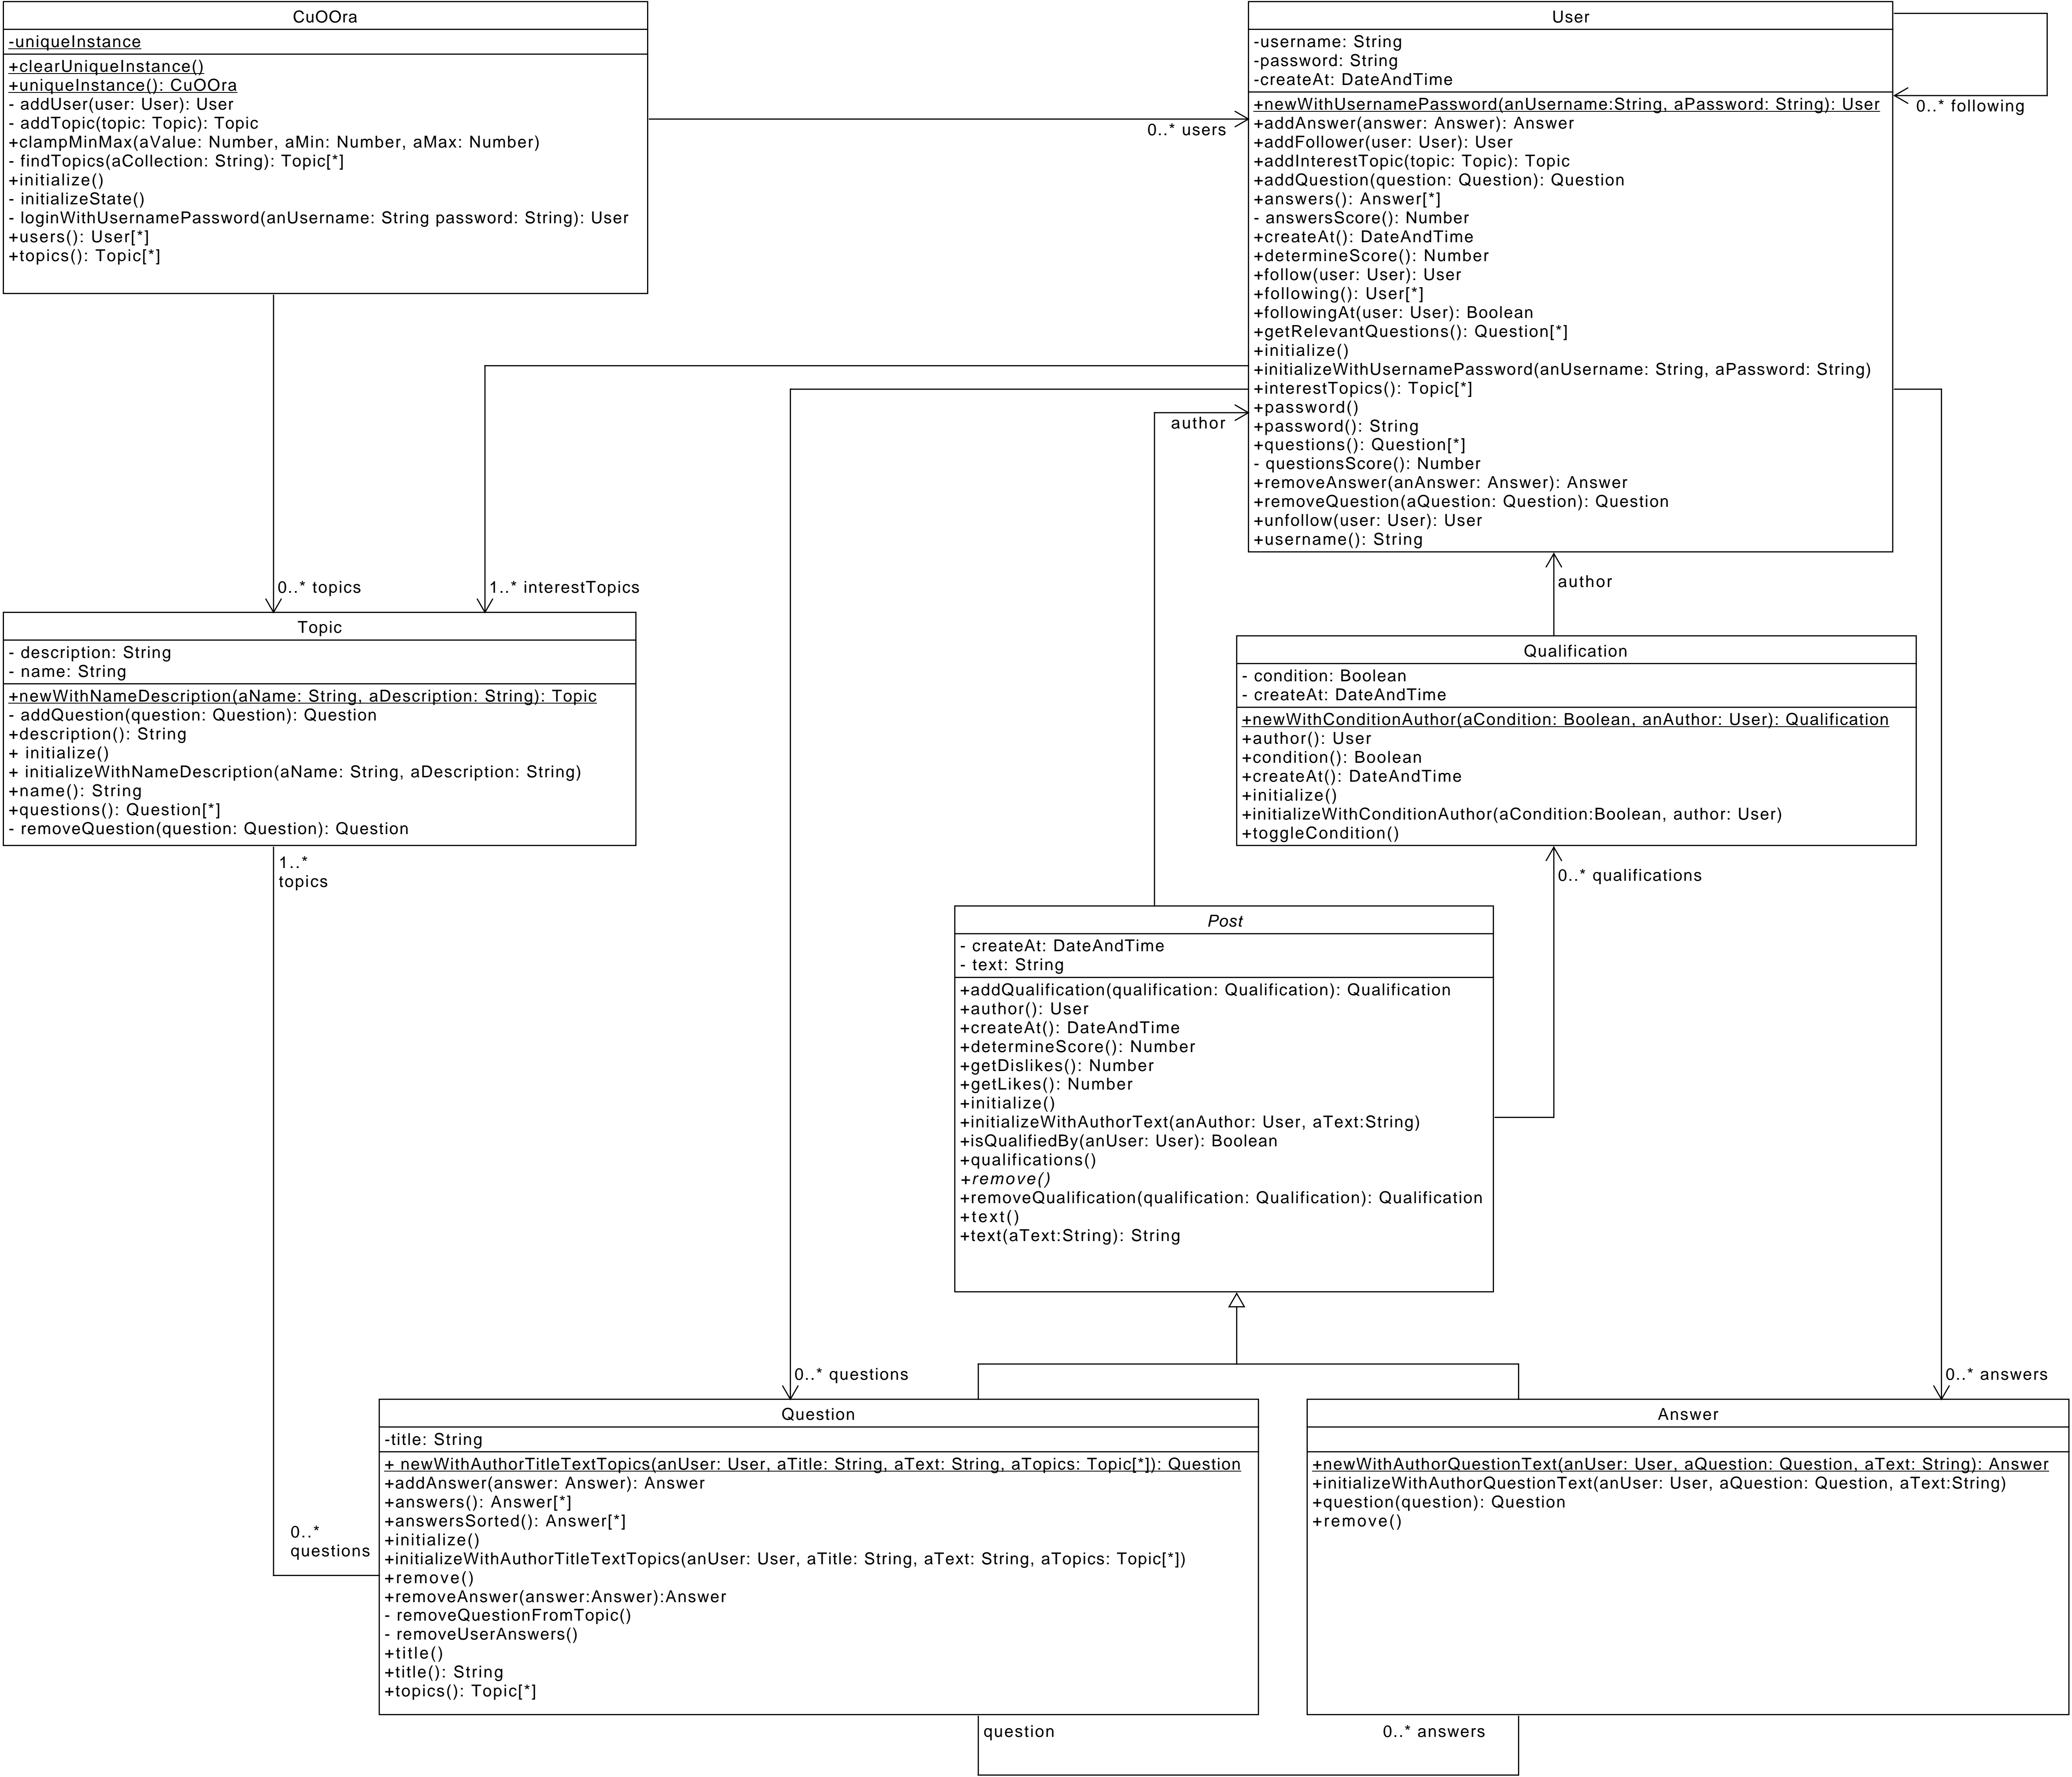 CuOOra
-uniqueInstance
+clearUniqueInstance()
+uniqueInstance(): CuOOra
- addUser(user: User): User
- addTopic(topic: Topic): Topic
+clampMinMax(aValue: Number, aMin: Number, aMax: Number)
- findTopics(aCollection: String): Topic[*]
+initialize()
- initializeState()
- loginWithUsernamePassword(anUsername: String password: String): User
+users(): User[*]
+topics(): Topic[*]
User
-username: String
-password: String
-createAt: DateAndTime
+newWithUsernamePassword(anUsername:String, aPassword: String): User
+addAnswer(answer: Answer): Answer
+addFollower(user: User): User
+addInterestTopic(topic: Topic): Topic
+addQuestion(question: Question): Question
+answers(): Answer[*]
- answersScore(): Number
+createAt(): DateAndTime
+determineScore(): Number
+follow(user: User): User
+following(): User[*]
+followingAt(user: User): Boolean
+getRelevantQuestions(): Question[*]
+initialize()
+initializeWithUsernamePassword(anUsername: String, aPassword: String)
+interestTopics(): Topic[*]
+password()
+password(): String
+questions(): Question[*]
- questionsScore(): Number
+removeAnswer(anAnswer: Answer): Answer
+removeQuestion(aQuestion: Question): Question
+unfollow(user: User): User
+username(): String
0..* following
0..* users
author
author
0..* topics
1..* interestTopics
Topic
- description: String
- name: String
+newWithNameDescription(aName: String, aDescription: String): Topic
- addQuestion(question: Question): Question
+description(): String
+ initialize()
+ initializeWithNameDescription(aName: String, aDescription: String)
+name(): String
+questions(): Question[*]
- removeQuestion(question: Question): Question
1..*
topics
Qualification
- condition: Boolean
- createAt: DateAndTime
+newWithConditionAuthor(aCondition: Boolean, anAuthor: User): Qualification
+author(): User
+condition(): Boolean
+createAt(): DateAndTime
+initialize()
+initializeWithConditionAuthor(aCondition:Boolean, author: User)
+toggleCondition()
0..* qualifications
Post
- createAt: DateAndTime
- text: String
+addQualification(qualification: Qualification): Qualification
+author(): User
+createAt(): DateAndTime
+determineScore(): Number
+getDislikes(): Number
+getLikes(): Number
+initialize()
+initializeWithAuthorText(anAuthor: User, aText:String)
+isQualifiedBy(anUser: User): Boolean
+qualifications()
+remove()
+removeQualification(qualification: Qualification): Qualification
+text()
+text(aText:String): String
0..* questions
0..* answers
Question
-title: String
+ newWithAuthorTitleTextTopics(anUser: User, aTitle: String, aText: String, aTopics: Topic[*]): Question
+addAnswer(answer: Answer): Answer
+answers(): Answer[*]
+answersSorted(): Answer[*]
+initialize()
+initializeWithAuthorTitleTextTopics(anUser: User, aTitle: String, aText: String, aTopics: Topic[*])
+remove()
+removeAnswer(answer:Answer):Answer
- removeQuestionFromTopic()
- removeUserAnswers()
+title()
+title(): String
+topics(): Topic[*]
0..*
questions
Answer
+newWithAuthorQuestionText(anUser: User, aQuestion: Question, aText: String): Answer
+initializeWithAuthorQuestionText(anUser: User, aQuestion: Question, aText:String)
+question(question): Question
+remove()
question
0..* answers